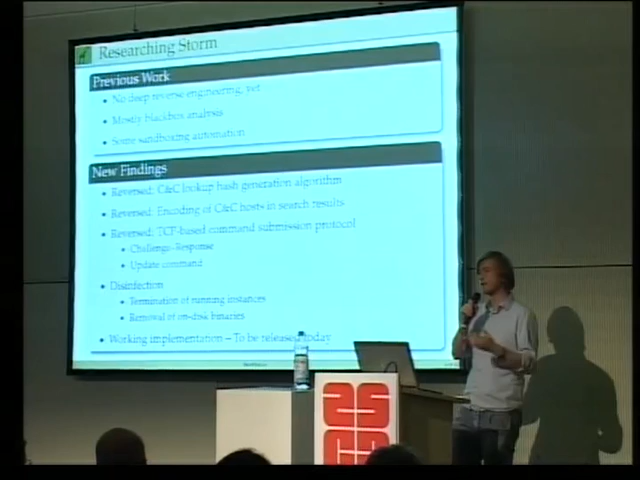 Researching Storm
Previous Work
No deep reverse engineering, yet
Mostly blackbox analysis
Some sandboxing automation
New Findings
Reversed: C&C lookup hash generation algorithm
Reversed: Encoding of C&C hosts in search results
Reversed: TCP-based command submission protocol
Challenge-Response
Update command
Disinfection
Termination of running instances
Removal of on-disk binaries
Working implementation – To be released today
25
C3